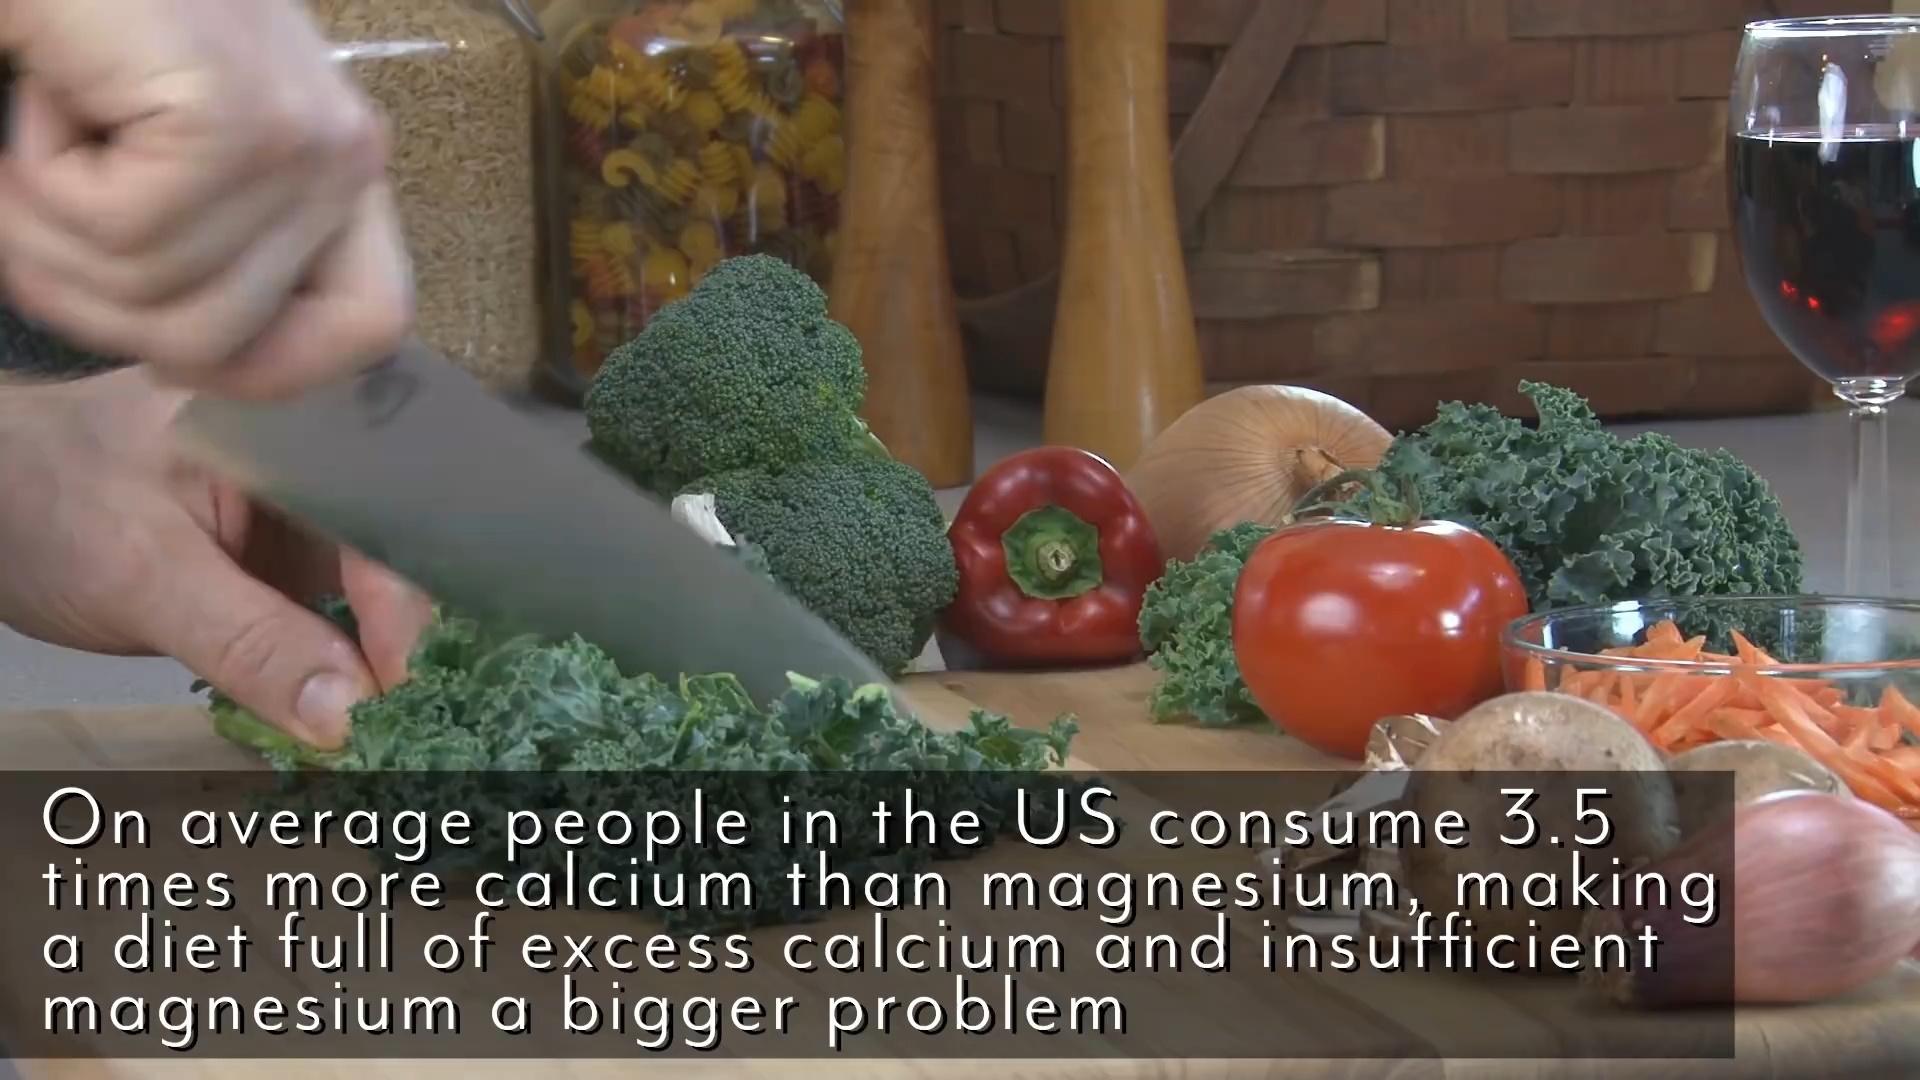 On average people in the US consume 3.5
times more calcium than magnesium, making
a diet full of excess calcium and insufficient
magnesium a bigger problem